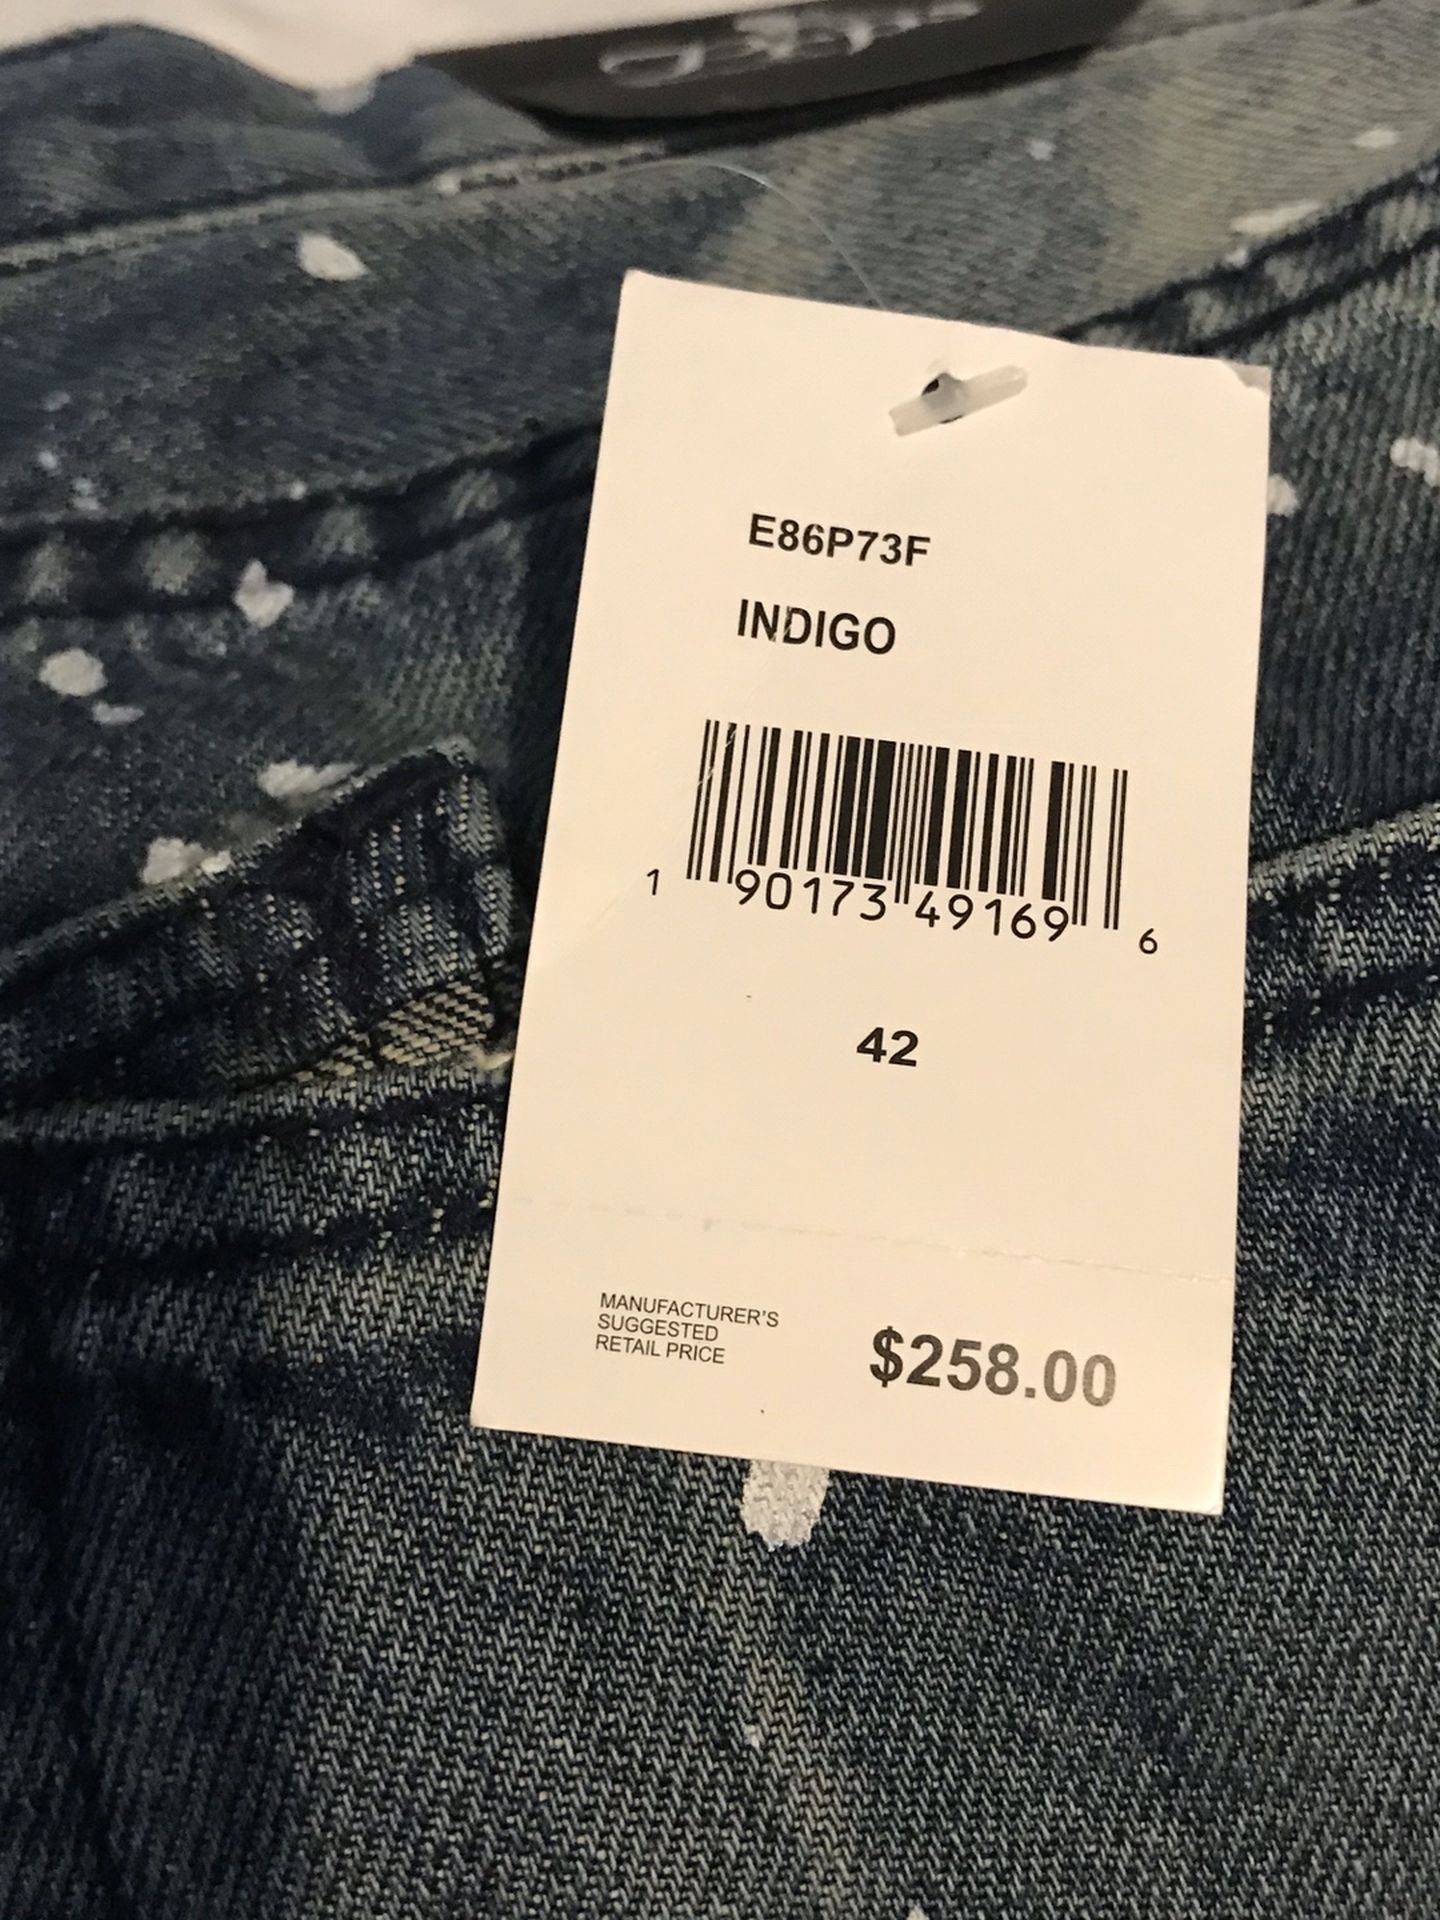 E86P73F
INDIGO
1 90173 49169 6
42
MANUFACTURER'S
SUGGESTED
RETAIL PRICE
$258.00